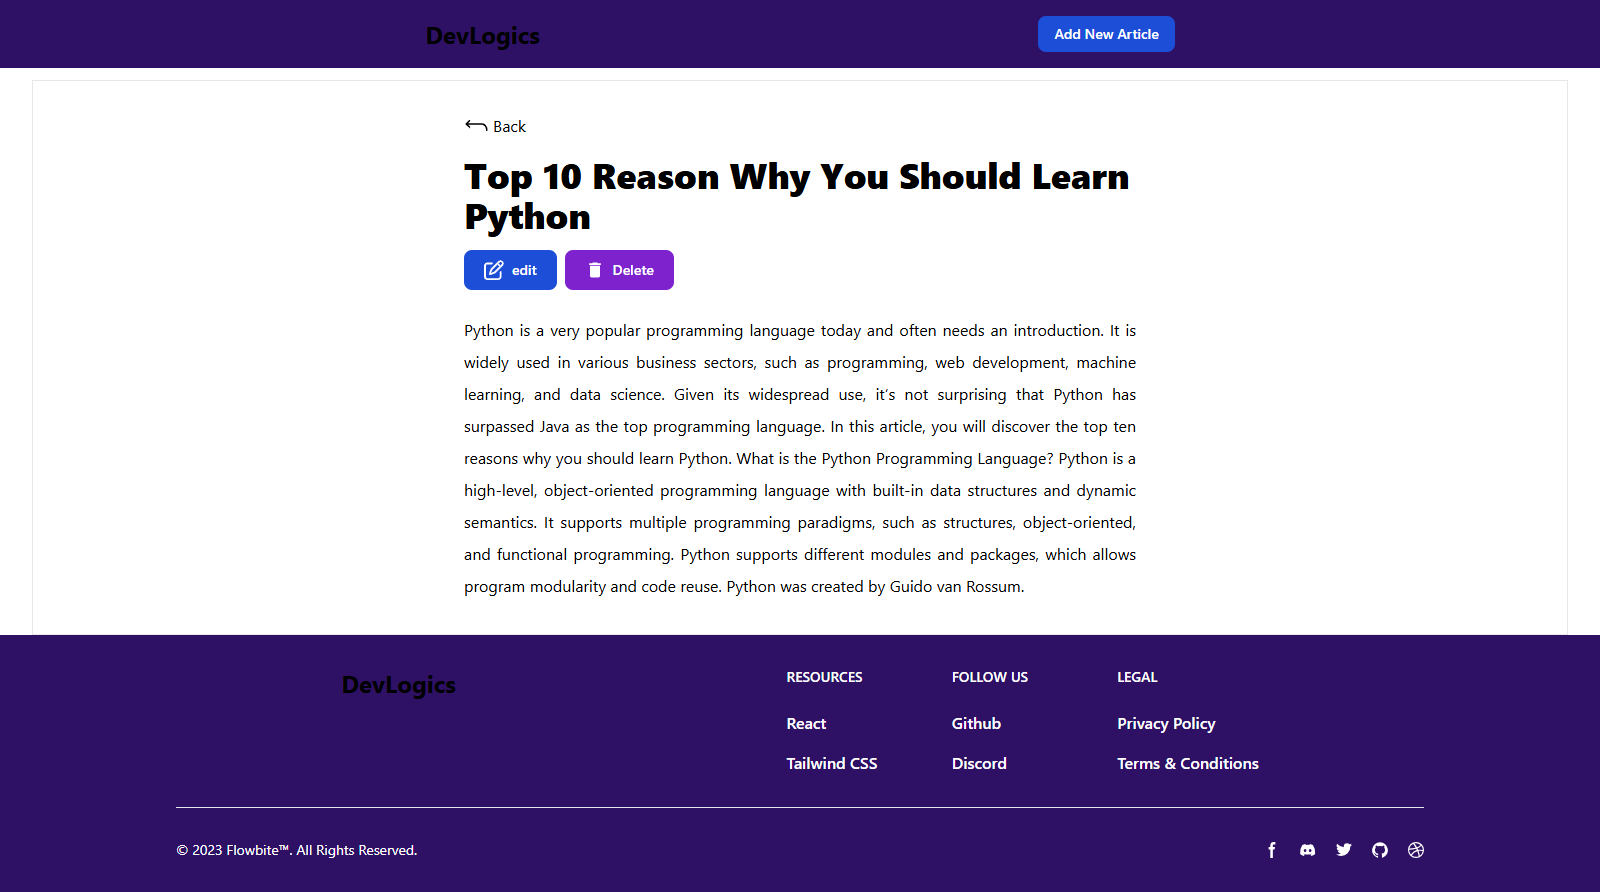 DevLogics
Add New Article
Back
Top 10 Reason Why You Should Learn
Python
edit
Delete
Python is a very popular programming language today and often needs an introduction. It is
widely used in various business sectors, such as programming, web development, machine
learning, and data science. Given its widespread use, it’s not surprising that Python has
surpassed Java as the top programming language. In this article, you will discover the top ten
reasons why you should learn Python. What is the Python Programming Language? Python is a
high-level, object-oriented programming language with built-in data structures and dynamic
semantics. It supports multiple programming paradigms, such as structures, object-oriented,
and functional programming. Python supports different modules and packages, which allows
program modularity and code reuse. Python was created by Guido van Rossum.
DevLogics
RESOURCES
React
Tailwind CSS
FOLLOW US
Github
Discord
LEGAL
Privacy Policy
Terms & Conditions
© 2023 Flowbite™. All Rights Reserved.